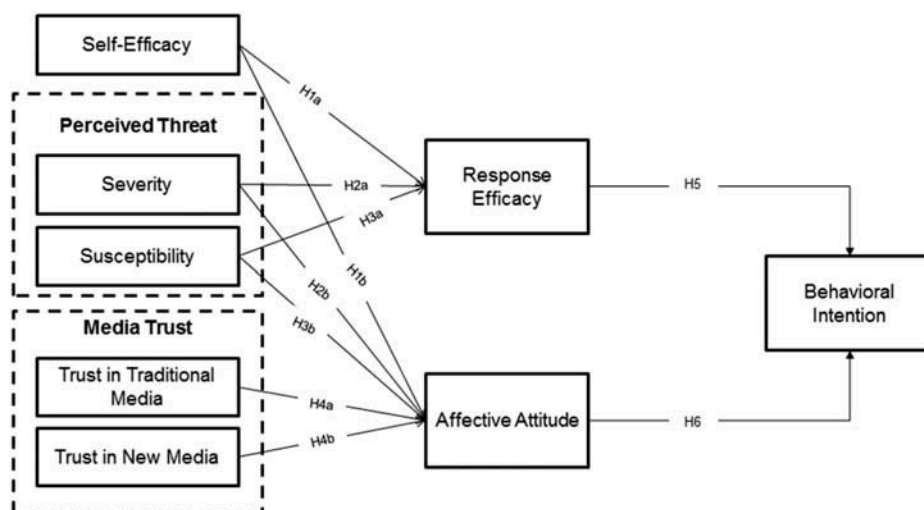 Self-Efficacy
Perceived Threat
Severity
Susceptibility
Media Trust
Trust in Traditional
Media
Trust in New Media
H1a
H2a
H3a
H1b
H2b
H3b
H4a
H4b
Response
Efficacy
Affective Attitude
H5
H6
Behavioral
Intention